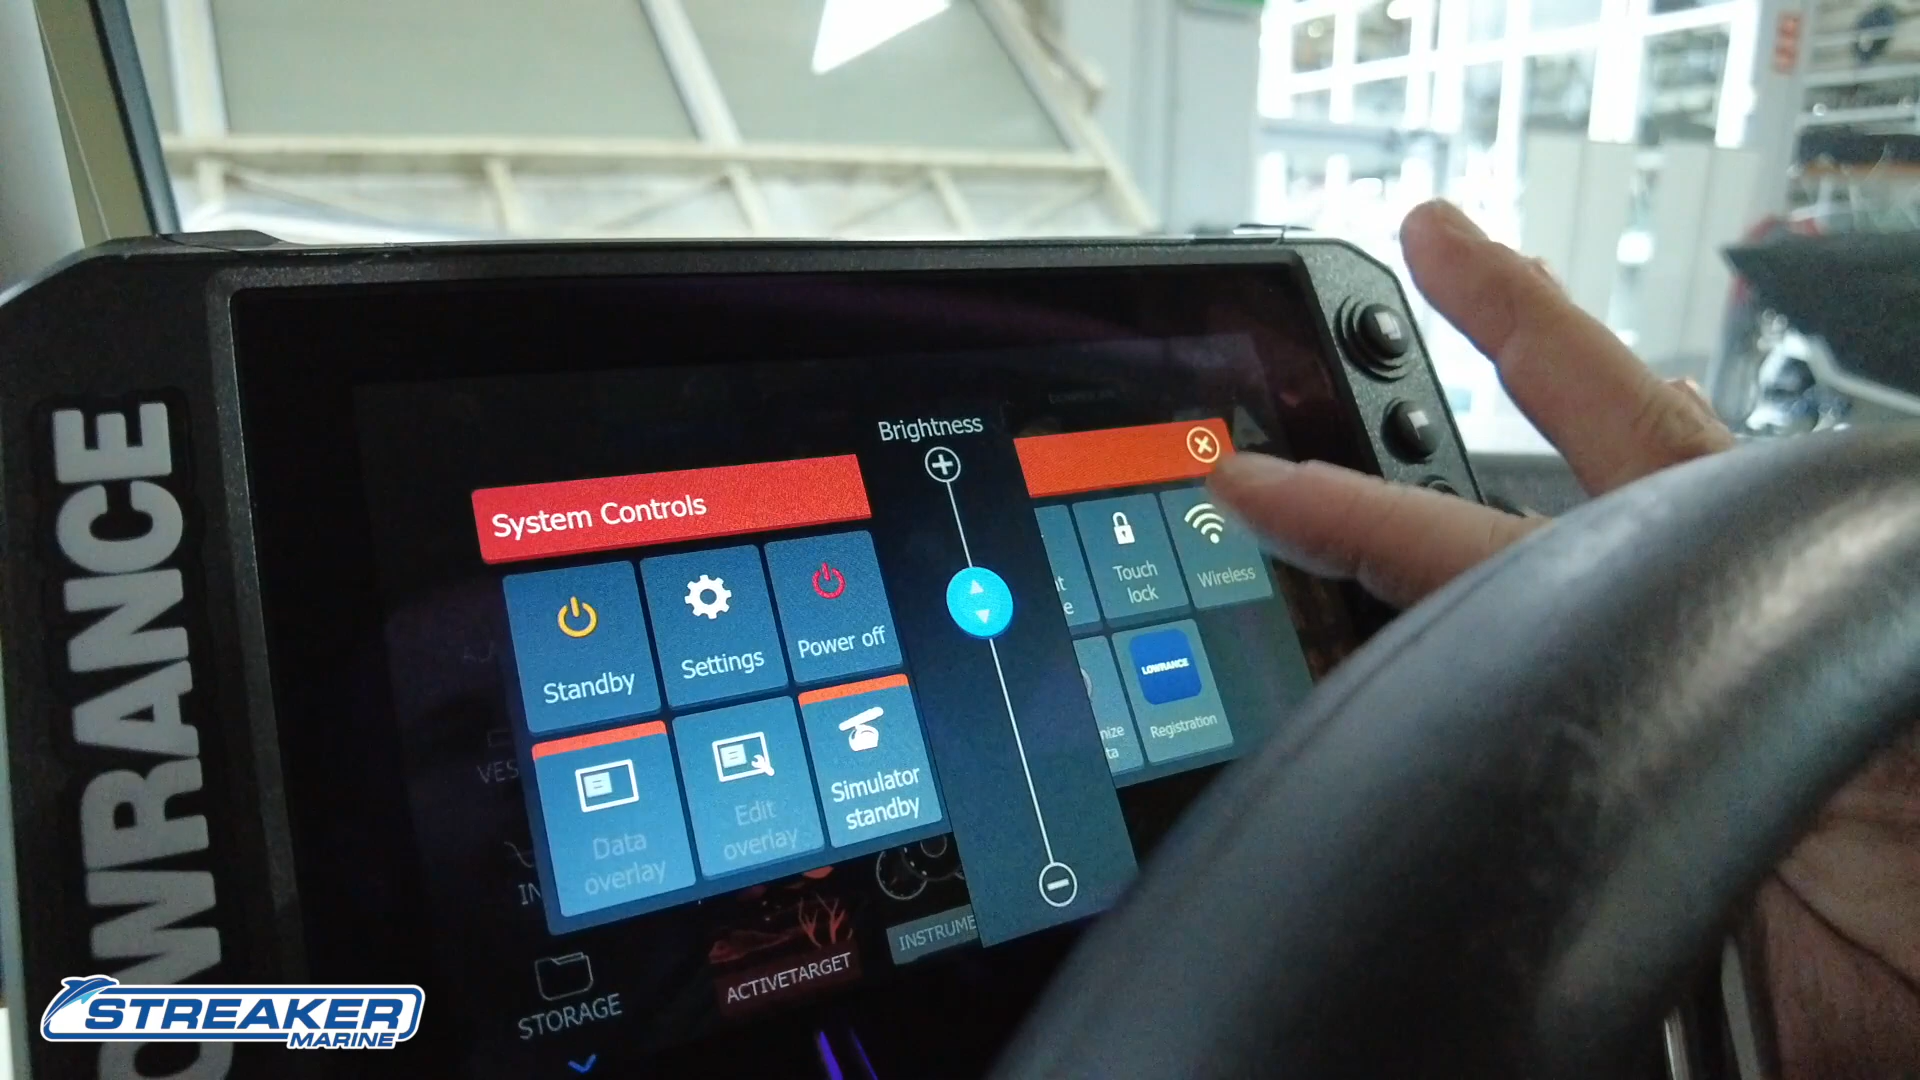 LOWRANCE
System Controls
Brightness
Standby
Settings
Power off
Data
overlay
Edit
overlay
Simulator
standby
Touch
lock
Wireless
LOWRANCE
Registration
STORAGE
ACTIVETARGET
INSTRUME
STREAKER
MARINE